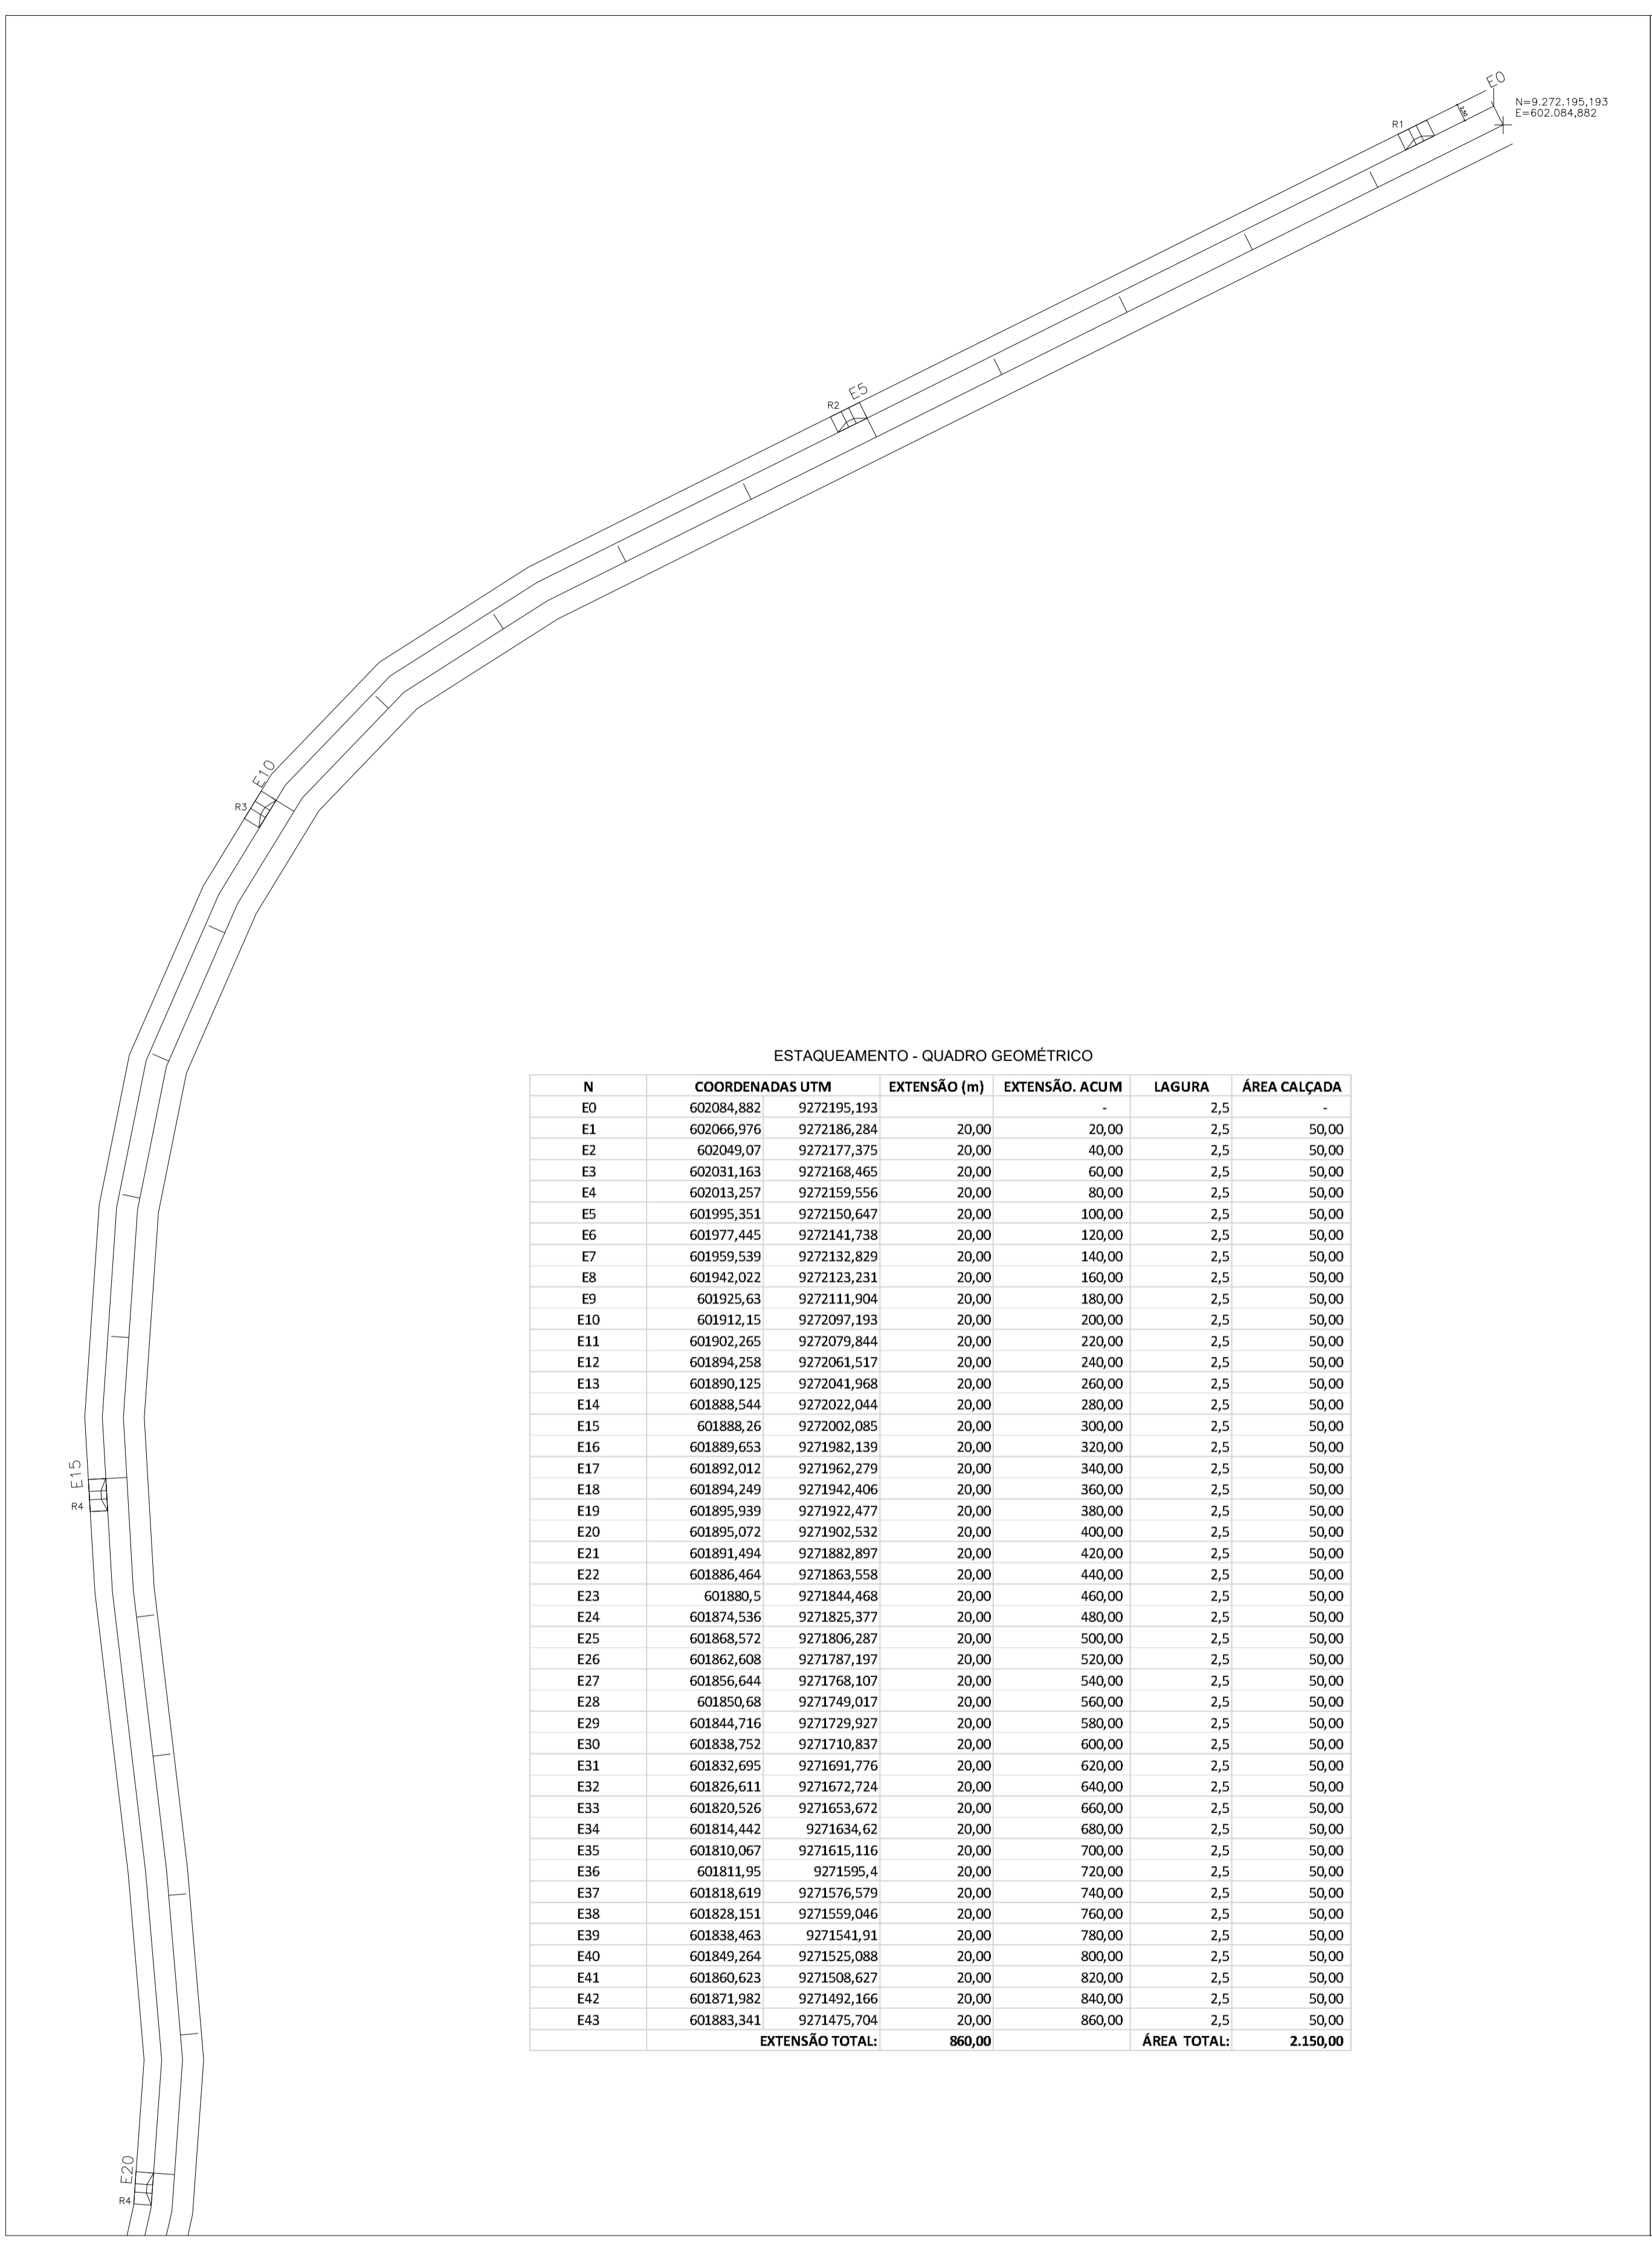 E0
N=9.272.195,193
E=602.084,882
2,50
R1
E5
R2
E10
R3
ESTAQUEAMENTO - QUADRO GEOMÉTRICO
N COORDENADAS UTM EXTENSÃO (m) EXTENSÃO. ACUM LAGURA ÁREA CALÇADA
E0 602084,882 9272195,193 - 2,5 -
E1 602066,976 9272186,284 20,00 20,00 2,5 50,00
E2 602049,07 9272177,375 20,00 40,00 2,5 50,00
E3 602031,163 9272168,465 20,00 60,00 2,5 50,00
E4 602013,257 9272159,556 20,00 80,00 2,5 50,00
E5 601995,351 9272150,647 20,00 100,00 2,5 50,00
E6 601977,445 9272141,738 20,00 120,00 2,5 50,00
E7 601959,539 9272132,829 20,00 140,00 2,5 50,00
E8 601942,022 9272123,231 20,00 160,00 2,5 50,00
E9 601925,63 9272111,904 20,00 180,00 2,5 50,00
E10 601912,15 9272097,193 20,00 200,00 2,5 50,00
E11 601902,265 9272079,844 20,00 220,00 2,5 50,00
E12 601894,258 9272061,517 20,00 240,00 2,5 50,00
E13 601890,125 9272041,968 20,00 260,00 2,5 50,00
E14 601888,544 9272022,044 20,00 280,00 2,5 50,00
E15 601888,26 9272002,085 20,00 300,00 2,5 50,00
E16 601889,653 9271982,139 20,00 320,00 2,5 50,00
E17 601892,012 9271962,279 20,00 340,00 2,5 50,00
E18 601894,249 9271942,406 20,00 360,00 2,5 50,00
E19 601895,939 9271922,477 20,00 380,00 2,5 50,00
E20 601895,072 9271902,532 20,00 400,00 2,5 50,00
E21 601891,494 9271882,897 20,00 420,00 2,5 50,00
E22 601886,464 9271863,558 20,00 440,00 2,5 50,00
E23 601880,5 9271844,468 20,00 460,00 2,5 50,00
E24 601874,536 9271825,377 20,00 480,00 2,5 50,00
E25 601868,572 9271806,287 20,00 500,00 2,5 50,00
E26 601862,608 9271787,197 20,00 520,00 2,5 50,00
E27 601856,644 9271768,107 20,00 540,00 2,5 50,00
E28 601850,68 9271749,017 20,00 560,00 2,5 50,00
E29 601844,716 9271729,927 20,00 580,00 2,5 50,00
E30 601838,752 9271710,837 20,00 600,00 2,5 50,00
E31 601832,695 9271691,776 20,00 620,00 2,5 50,00
E32 601826,611 9271672,724 20,00 640,00 2,5 50,00
E33 601820,526 9271653,672 20,00 660,00 2,5 50,00
E34 601814,442 9271634,62 20,00 680,00 2,5 50,00
E35 601810,067 9271615,116 20,00 700,00 2,5 50,00
E36 601811,95 9271595,4 20,00 720,00 2,5 50,00
E37 601818,619 9271576,579 20,00 740,00 2,5 50,00
E38 601828,151 9271559,046 20,00 760,00 2,5 50,00
E39 601838,463 9271541,91 20,00 780,00 2,5 50,00
E40 601849,264 9271525,088 20,00 800,00 2,5 50,00
E41 601860,623 9271508,627 20,00 820,00 2,5 50,00
E42 601871,982 9271492,166 20,00 840,00 2,5 50,00
E43 601883,341 9271475,704 20,00 860,00 2,5 50,00
EXTENSÃO TOTAL: 860,00 ÁREA TOTAL: 2.150,00
E15
R4
E20
R4